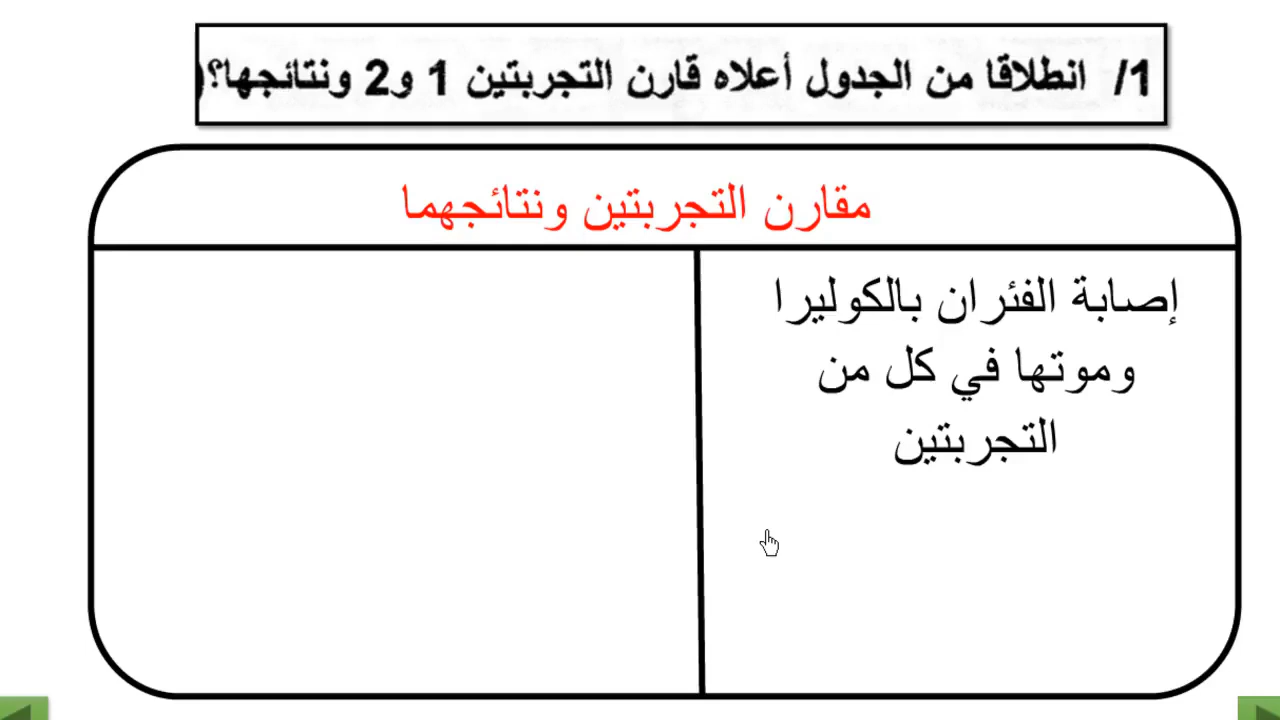 1/ انطلاقا من الجدول أعلاه قارن التجربتين 1 و2 ونتائجها؟(
مقارن التجربتين ونتائجهما
إصابة الفئران بالكوليرا
وموتها في كل من
التجربتين